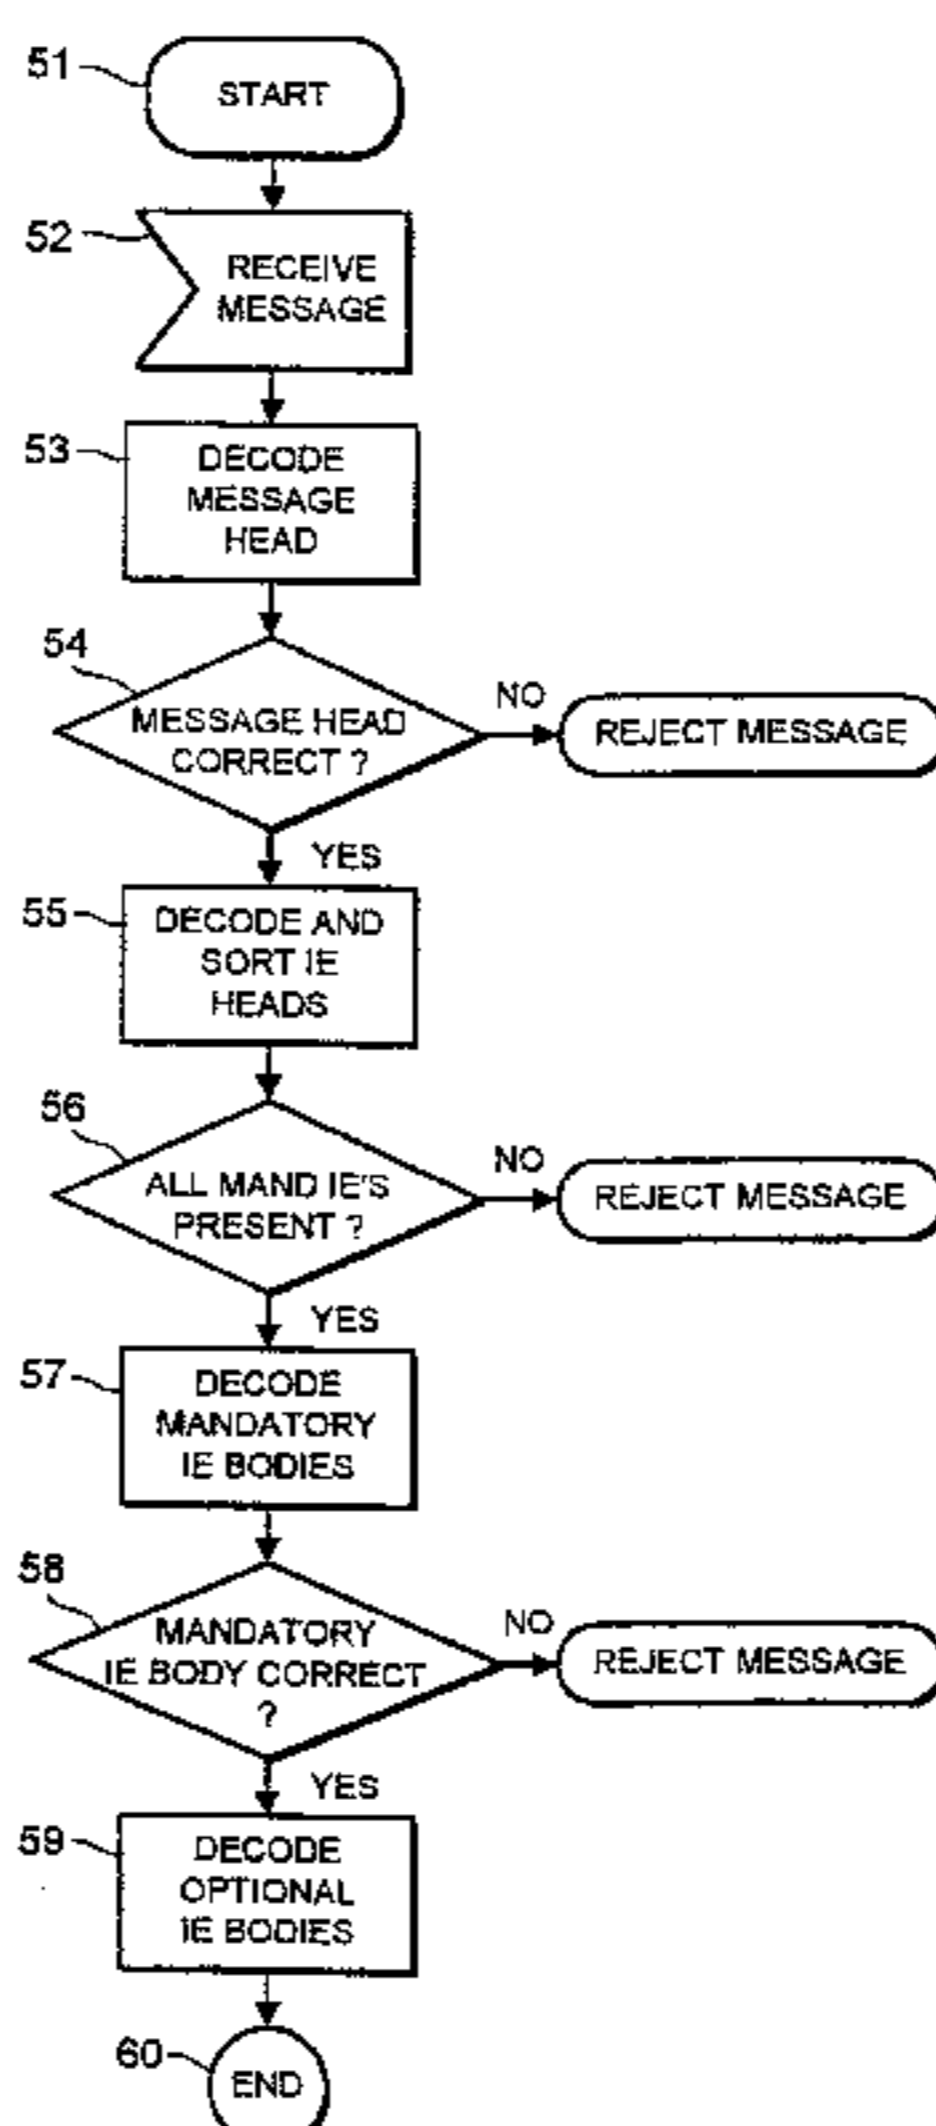 51
START
52
RECEIVE
MESSAGE
53
DECODE
MESSAGE
HEAD
54
MESSAGE HEAD
CORRECT ?
NO
REJECT MESSAGE
YES
55
DECODE AND
SORT IE
HEADS
56
ALL MAND IE'S
PRESENT ?
NO
REJECT MESSAGE
YES
57
DECODE
MANDATORY
IE BODIES
58
MANDATORY
IE BODY CORRECT
?
NO
REJECT MESSAGE
YES
59
DECODE
OPTIONAL
IE BODIES
60
END